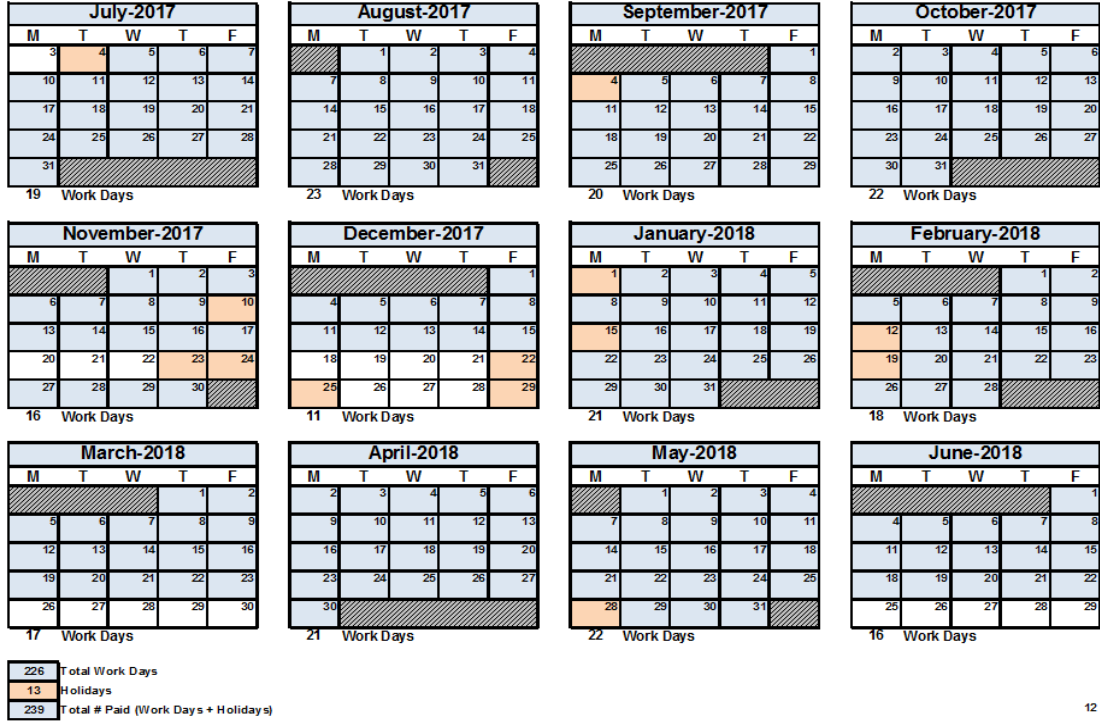 July-2017 August-2017 September-2017 October-2017
M T W T F M T W T F M T W T F M T W T F
3 4 5 6 7 1 2 3 4 1 2 3 4 5 6
10 11 12 13 14 7 8 9 10 11 4 5 6 7 8 9 10 11 12 13
17 18 19 20 21 14 15 16 17 18 11 12 13 14 15 16 17 18 19 20
24 25 26 27 28 21 22 23 24 25 18 19 20 21 22 23 24 25 26 27
31 28 29 30 31 25 26 27 28 29 30 31
19 Work Days 23 Work Days 20 Work Days 22 Work Days
November-2017 December-2017 January-2018 February-2018
M T W T F M T W T F M T W T F M T W T F
1 2 3 1 1 2 3 4 5 1 2
6 7 8 9 10 4 5 6 7 8 8 9 10 11 12 5 6 7 8 9
13 14 15 16 17 11 12 13 14 15 15 16 17 18 19 12 13 14 15 16
20 21 22 23 24 18 19 20 21 22 22 23 24 25 26 19 20 21 22 23
27 28 29 30 25 26 27 28 29 29 30 31 26 27 28
16 Work Days 11 Work Days 21 Work Days 18 Work Days
March-2018 April-2018 May-2018 June-2018
M T W T F M T W T F M T W T F M T W T F
1 2 2 3 4 5 6 1 2 3 4 1
5 6 7 8 9 9 10 11 12 13 7 8 9 10 11 4 5 6 7 8
12 13 14 15 16 16 17 18 19 20 14 15 16 17 18 11 12 13 14 15
19 20 21 22 23 23 24 25 26 27 21 22 23 24 25 18 19 20 21 22
26 27 28 29 30 30 28 29 30 31 25 26 27 28 29
17 Work Days 21 Work Days 22 Work Days 16 Work Days
226 Total Work Days
13 Holidays
239 Total # Paid (Work Days + Holidays)
12